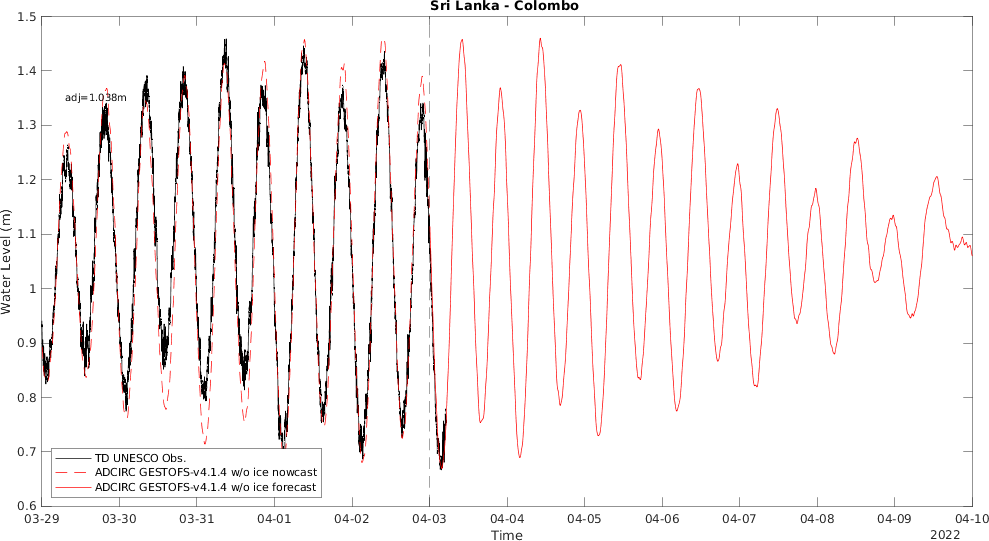 Sri Lanka - Colombo
1.5
1.4
1.3
1.2
1.1
1
0.9
0.8
0.7
0.6
Water Level (m)
adj=1.038m
TD UNESCO Obs.
ADCIRC GESTOFS-v4.1.4 w/o ice nowcast
ADCIRC GESTOFS-v4.1.4 w/o ice forecast
03-29 03-30 03-31 04-01 04-02 04-03 04-04 04-05 04-06 04-07 04-08 04-09 04-10
Time
2022